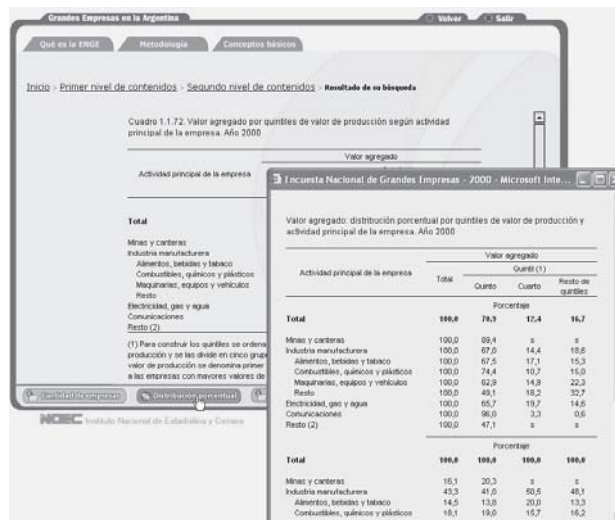 Grandes Empresas en la Argentina
Volver
Salir
Qué es la ENGE
Metodología
Conceptos básicos
Inicio > Primer nivel de contenidos > Segundo nivel de contenidos > Resultado de su búsqueda
Cuadro 1.1.72. Valor agregado por quintiles de valor de producción según actividad
principal de la empresa. Año 2000
Valor agregado
Actividad principal de la empresa
Total
Minas y canteras
Industria manufacturera
Alimentos, bebidas y tabaco
Combustibles, químicos y plásticos
Maquinarias, equipos y vehículos
Resto
Electricidad, gas y agua
Comunicaciones
Resto (2)
(1) Para construir los quintiles se ordena
producción y se las divide en cinco grup
valor de producción se denomina primer
a las empresas con mayores valores de
Cantidad de empresas
Distribución porcentual
INDEC Instituto Nacional de Estadística y Censos
Encuesta Nacional de Grandes Empresas - 2000 - Microsoft Inte...
Valor agregado: distribución porcentual por quintiles de valor de producción y
actividad principal de la empresa. Año 2000
Valor agregado
Actividad principal de la empresa
Total
Quintil (1)
Quinto Cuarto Resto de
quintiles
Porcentaje
Total 100,0 70,9 12,4 16,7
Minas y canteras 100,0 89,4 s s
Industria manufacturera 100,0 67,0 14,4 18,6
Alimentos, bebidas y tabaco 100,0 67,5 17,1 15,3
Combustibles, químicos y plásticos 100,0 74,4 10,7 15,0
Maquinarias, equipos y vehículos 100,0 62,9 14,9 22,3
Resto 100,0 49,1 18,2 32,7
Electricidad, gas y agua 100,0 65,7 19,7 14,6
Comunicaciones 100,0 96,0 3,3 0,6
Resto (2) 100,0 47,1 s s
Porcentaje
Total 100,0 100,0 100,0 100,0
Minas y canteras 16,1 20,3 s s
Industria manufacturera 43,3 41,0 50,5 48,1
Alimentos, bebidas y tabaco 14,5 13,8 20,0 13,3
Combustibles, químicos y plásticos 18,1 19,0 15,7 16,2